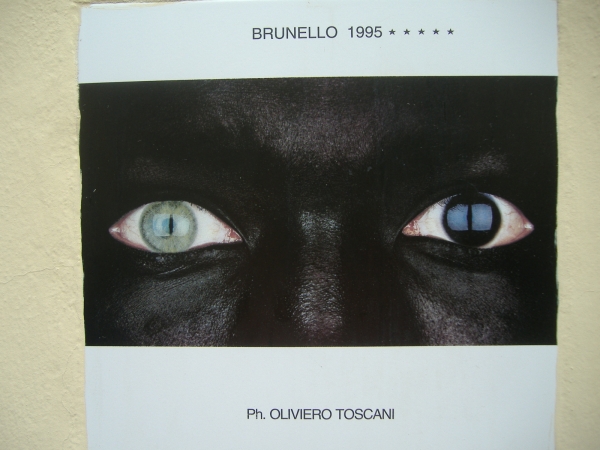 BRUNELLO 1995 ★ ★ ★ ★ ★
Ph. OLIVIERO TOSCANI